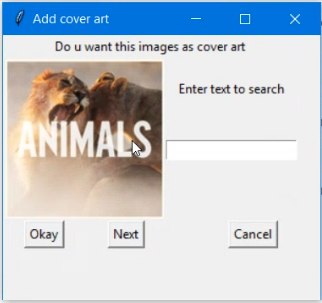 Add cover art
Do u want this images as cover art
Enter text to search
ANIMALS
Okay
Next
Cancel